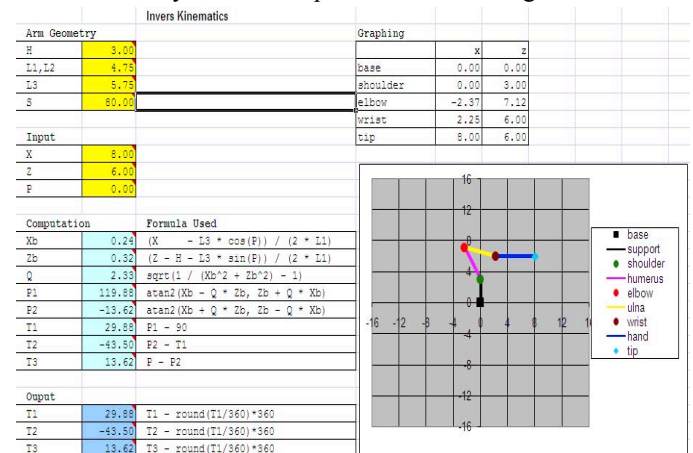 Invers Kinematics
Arm Geometry
H 3.00
L1,L2 4.75
L3 5.75
S 80.00
Graphing
x z
base 0.00 0.00
shoulder 0.00 3.00
elbow -2.37 7.12
wrist 2.25 6.00
tip 8.00 6.00
Input
X 8.00
Z 6.00
P 0.00
Computation Formula Used
Xb 0.24 (X - L3 * cos(P)) / (2 * L1)
Zb 0.32 (Z - H - L3 * sin(P)) / (2 * L1)
Q 2.33 sqrt(1 / (Xb^2 + Zb^2) - 1)
P1 119.88 atan2(Xb - Q * Zb, Zb + Q * Xb)
P2 -13.62 atan2(Xb + Q * Zb, Zb - Q * Xb)
T1 29.88 P1 - 90
T2 -43.50 P2 - T1
T3 13.62 P - P2
Ouput
T1 29.88 T1 - round(T1/360)*360
T2 -43.50 T2 - round(T2/360)*360
T3 13.62 T3 - round(T3/360)*360
16
12
8
4
0
-16 -12 -8 -4 0 4 8 12
-4
-8
-12
-16
base
support
shoulder
humerus
elbow
ulna
wrist
hand
tip